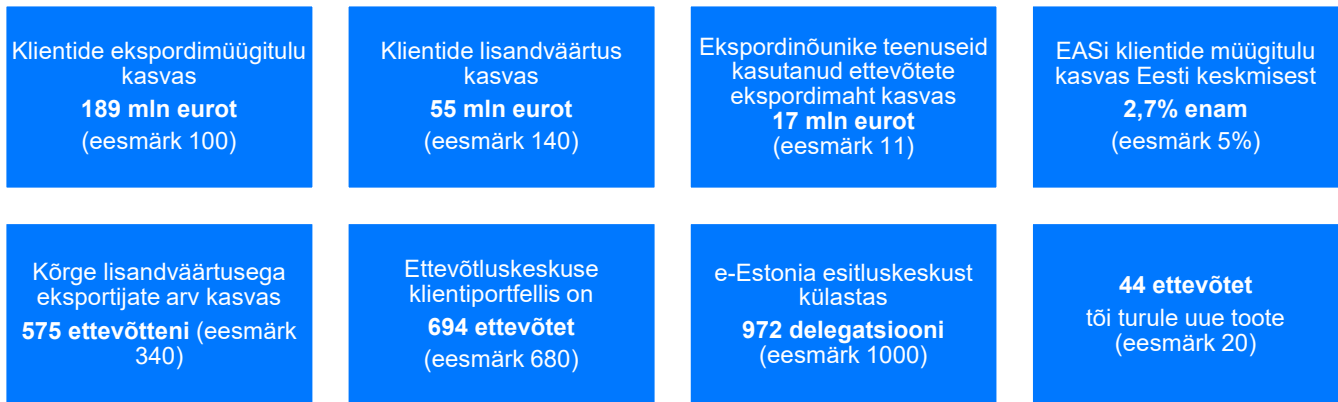 Klientide ekspordimüügitulu
kasvas
189 mln eurot
(eesmärk 100)
Klientide lisandväärtus
kasvas
55 mln eurot
(eesmärk 140)
Ekspordinõunike teenuseid
kasutanud ettevõtete
ekspordimaht kasvas
17 mln eurot
(eesmärk 11)
EASi klientide müügitulu
kasvas Eesti keskmisest
2,7% enam
(eesmärk 5%)
Kõrge lisandväärtusega
eksportijate arv kasvas
575 ettevõtteni (eesmärk
340)
Ettevõtluskeskuse
klientiportfellis on
694 ettevõtet
(eesmärk 680)
e-Estonia esitluskeskust
külastas
972 delegatsiooni
(eesmärk 1000)
44 ettevõtet
tõi turule uue toote
(eesmärk 20)